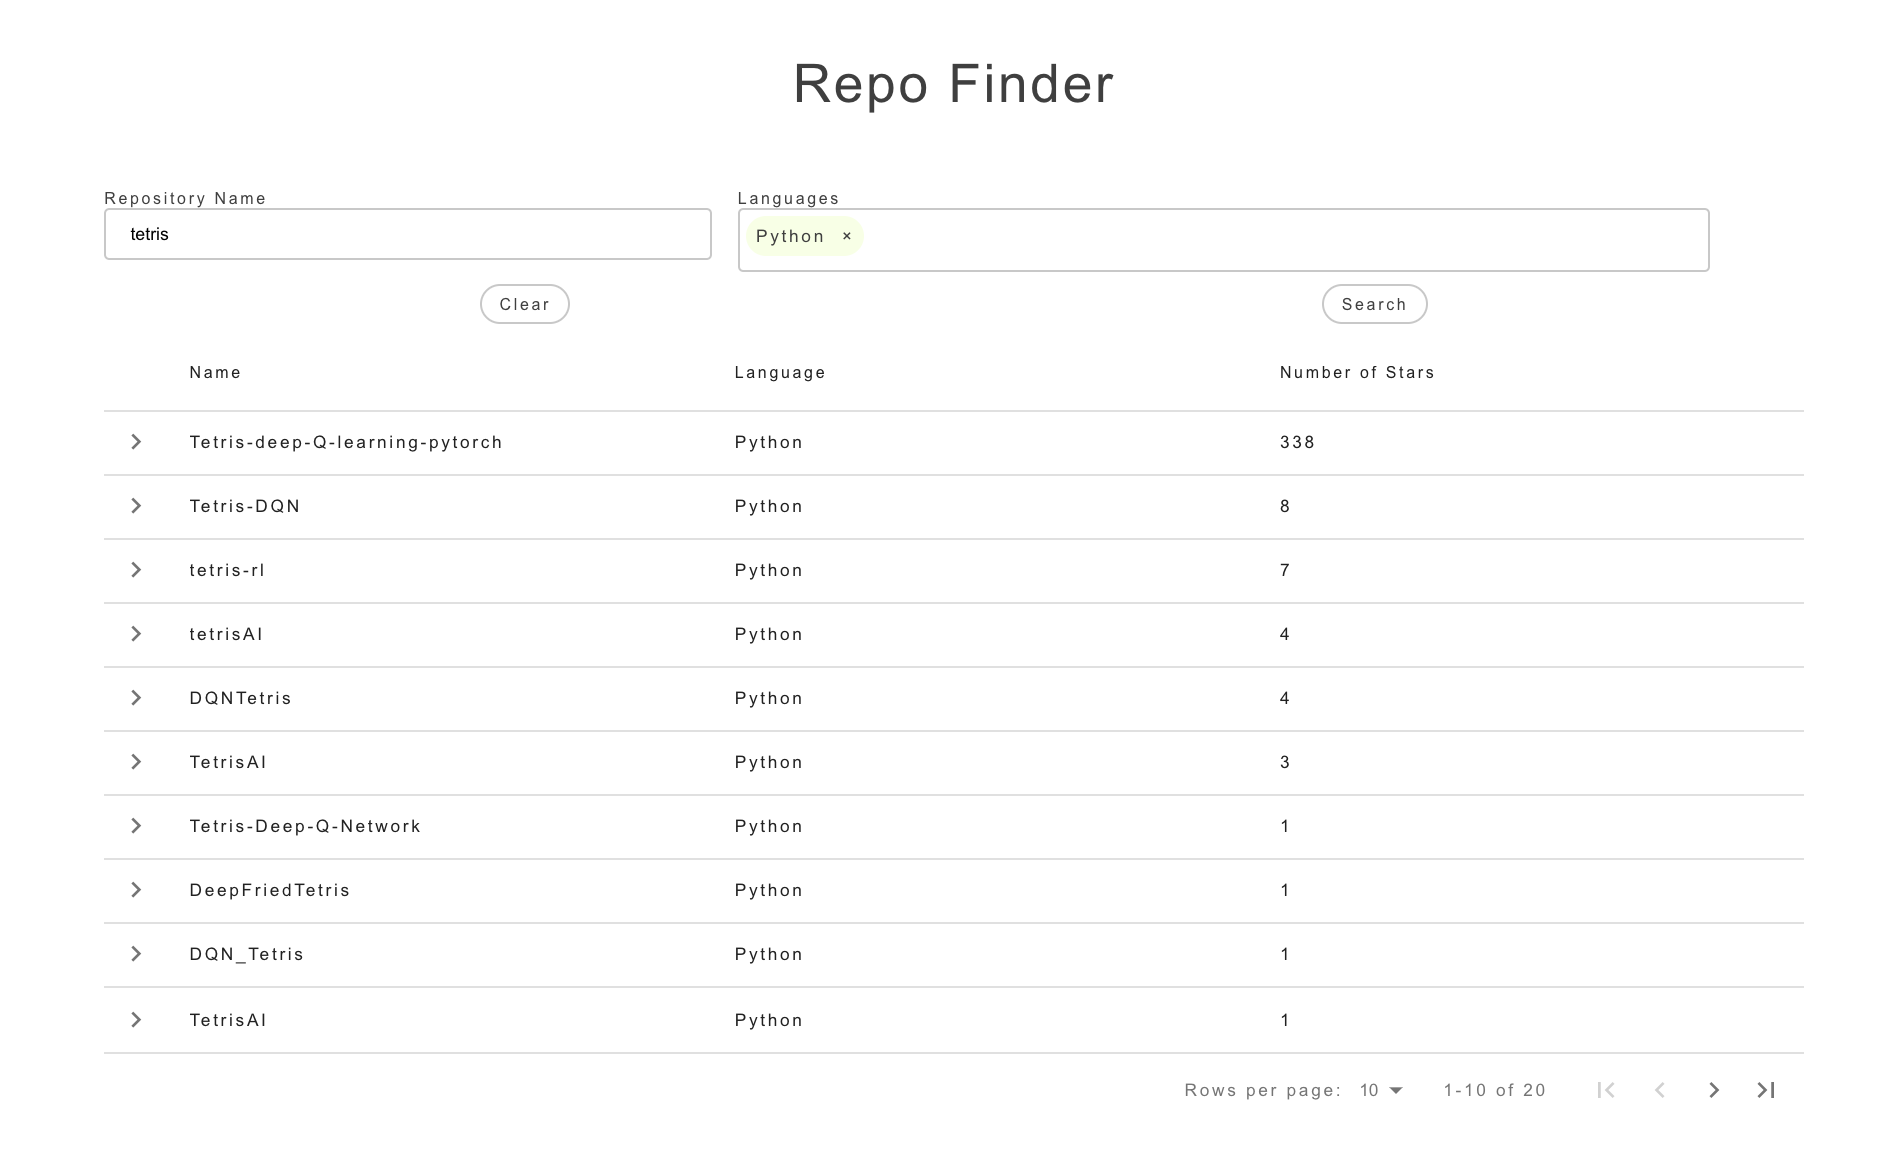 Repo Finder
Repository Name
Languages
tetris
Python ×
Clear
Search
Name Language Number of Stars
Tetris-deep-Q-learning-pytorch Python 338
Tetris-DQN Python 8
tetris-rl Python 7
tetrisAI Python 4
DQNTetris Python 4
TetrisAI Python 3
Tetris-Deep-Q-Network Python 1
DeepFriedTetris Python 1
DQN_Tetris Python 1
TetrisAI Python 1
Rows per page: 10 1-10 of 20